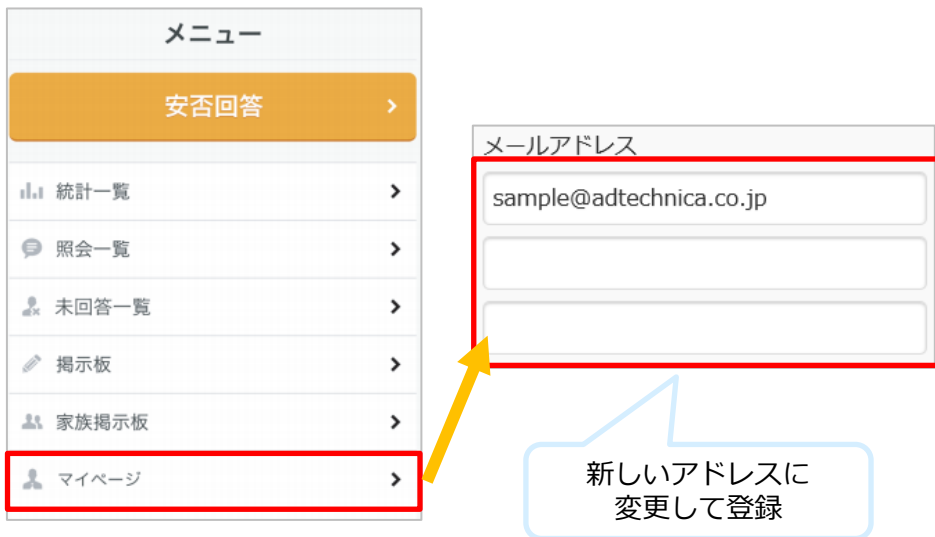 メニュー
安否回答
統計一覧
照会一覧
未回答一覧
掲示板
家族掲示板
マイページ
メールアドレス
sample@adtechnica.co.jp
新しいアドレスに
変更して登録